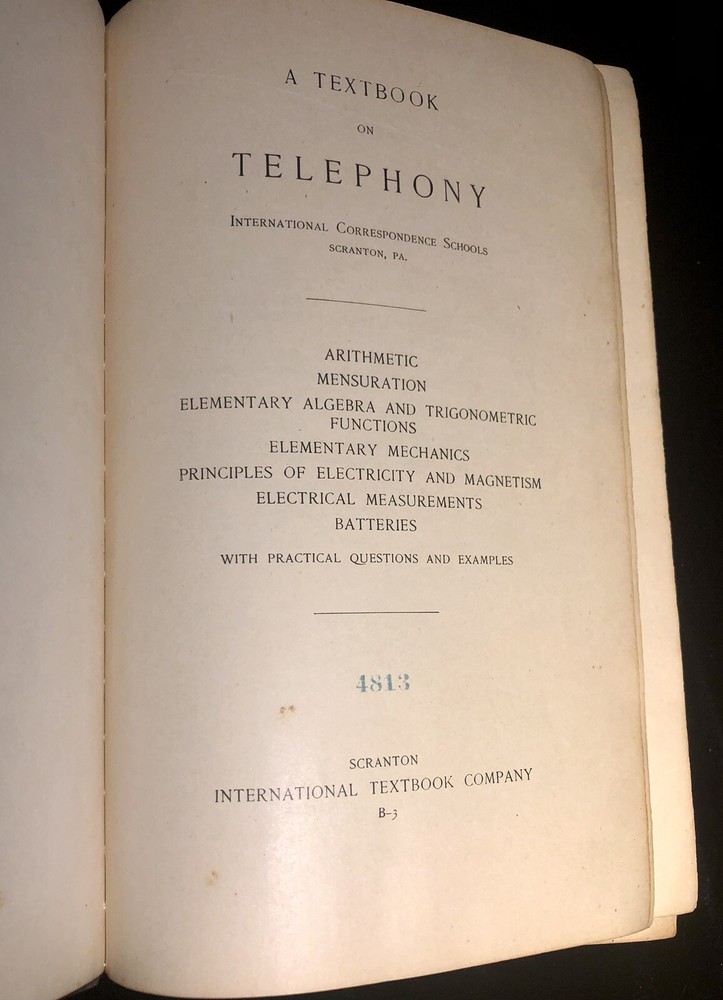 A TEXTBOOK
ON
TELEPHONY
INTERNATIONAL CORRESPONDENCE SCHOOLS
SCRANTON, PA.
ARITHMETIC
MENSURATION
ELEMENTARY ALGEBRA AND TRIGONOMETRIC
FUNCTIONS
ELEMENTARY MECHANICS
PRINCIPLES OF ELECTRICITY AND MAGNETISM
ELECTRICAL MEASUREMENTS
BATTERIES
WITH PRACTICAL QUESTIONS AND EXAMPLES
4813
SCRANTON
INTERNATIONAL TEXTBOOK COMPANY
B-3